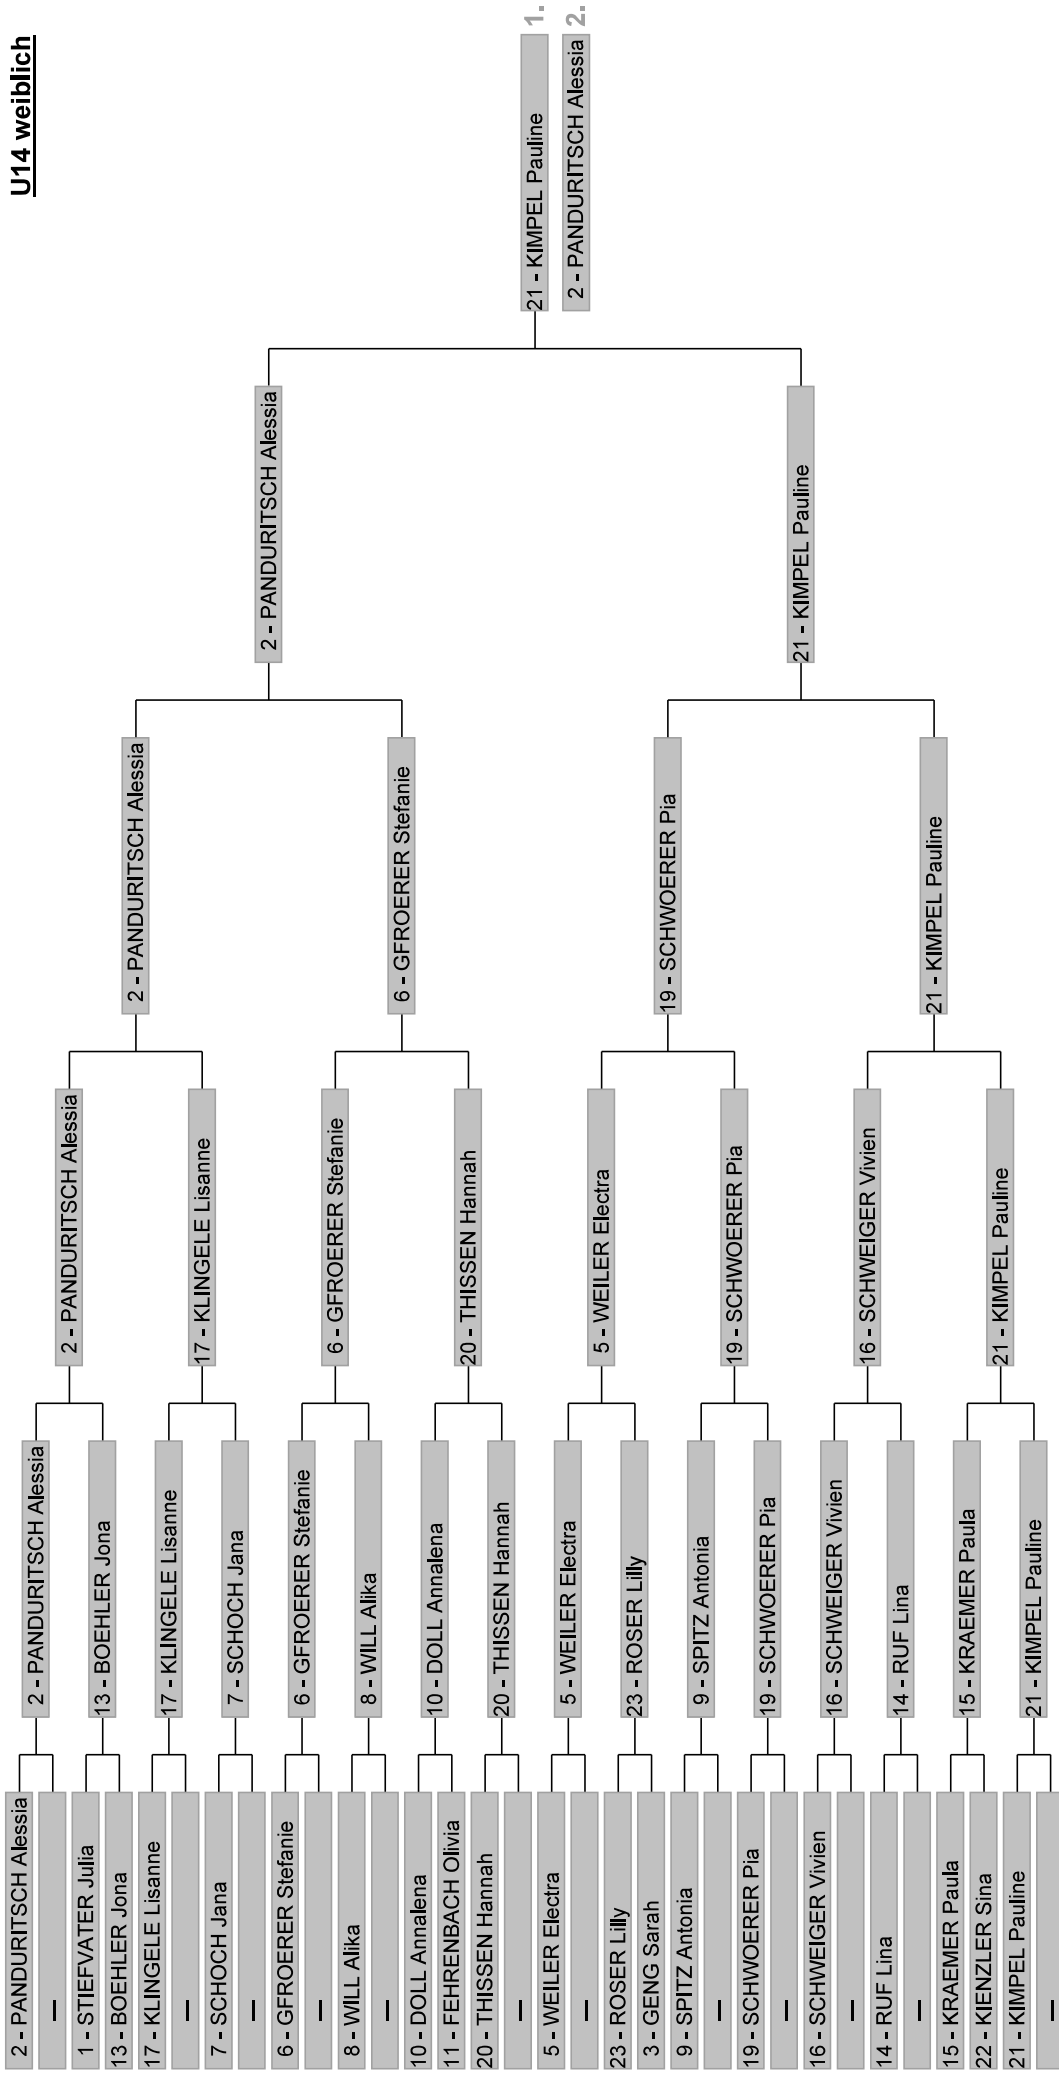 U14 weiblich
2 - PANDURITSCH Alessia
–
1 - STIEFVATER Julia
13 - BOEHLER Jona
17 - KLINGELE Lisanne
–
7 - SCHOCH Jana
–
6 - GFROERER Stefanie
–
8 - WILL Alika
–
10 - DOLL Annalena
11 - FEHRENBACH Olivia
20 - THISSEN Hannah
–
5 - WEILER Electra
–
23 - ROSER Lilly
3 - GENG Sarah
9 - SPITZ Antonia
–
19 - SCHWOERER Pia
–
16 - SCHWEIGER Vivien
–
14 - RUF Lina
–
15 - KRAEMER Paula
22 - KIENZLER Sina
21 - KIMPEL Pauline
–
2 - PANDURITSCH Alessia
13 - BOEHLER Jona
17 - KLINGELE Lisanne
7 - SCHOCH Jana
6 - GFROERER Stefanie
8 - WILL Alika
10 - DOLL Annalena
20 - THISSEN Hannah
5 - WEILER Electra
23 - ROSER Lilly
9 - SPITZ Antonia
19 - SCHWOERER Pia
16 - SCHWEIGER Vivien
14 - RUF Lina
15 - KRAEMER Paula
21 - KIMPEL Pauline
2 - PANDURITSCH Alessia
17 - KLINGELE Lisanne
6 - GFROERER Stefanie
20 - THISSEN Hannah
5 - WEILER Electra
19 - SCHWOERER Pia
16 - SCHWEIGER Vivien
21 - KIMPEL Pauline
2 - PANDURITSCH Alessia
6 - GFROERER Stefanie
19 - SCHWOERER Pia
21 - KIMPEL Pauline
2 - PANDURITSCH Alessia
21 - KIMPEL Pauline
21 - KIMPEL Pauline 1.
2 - PANDURITSCH Alessia 2.